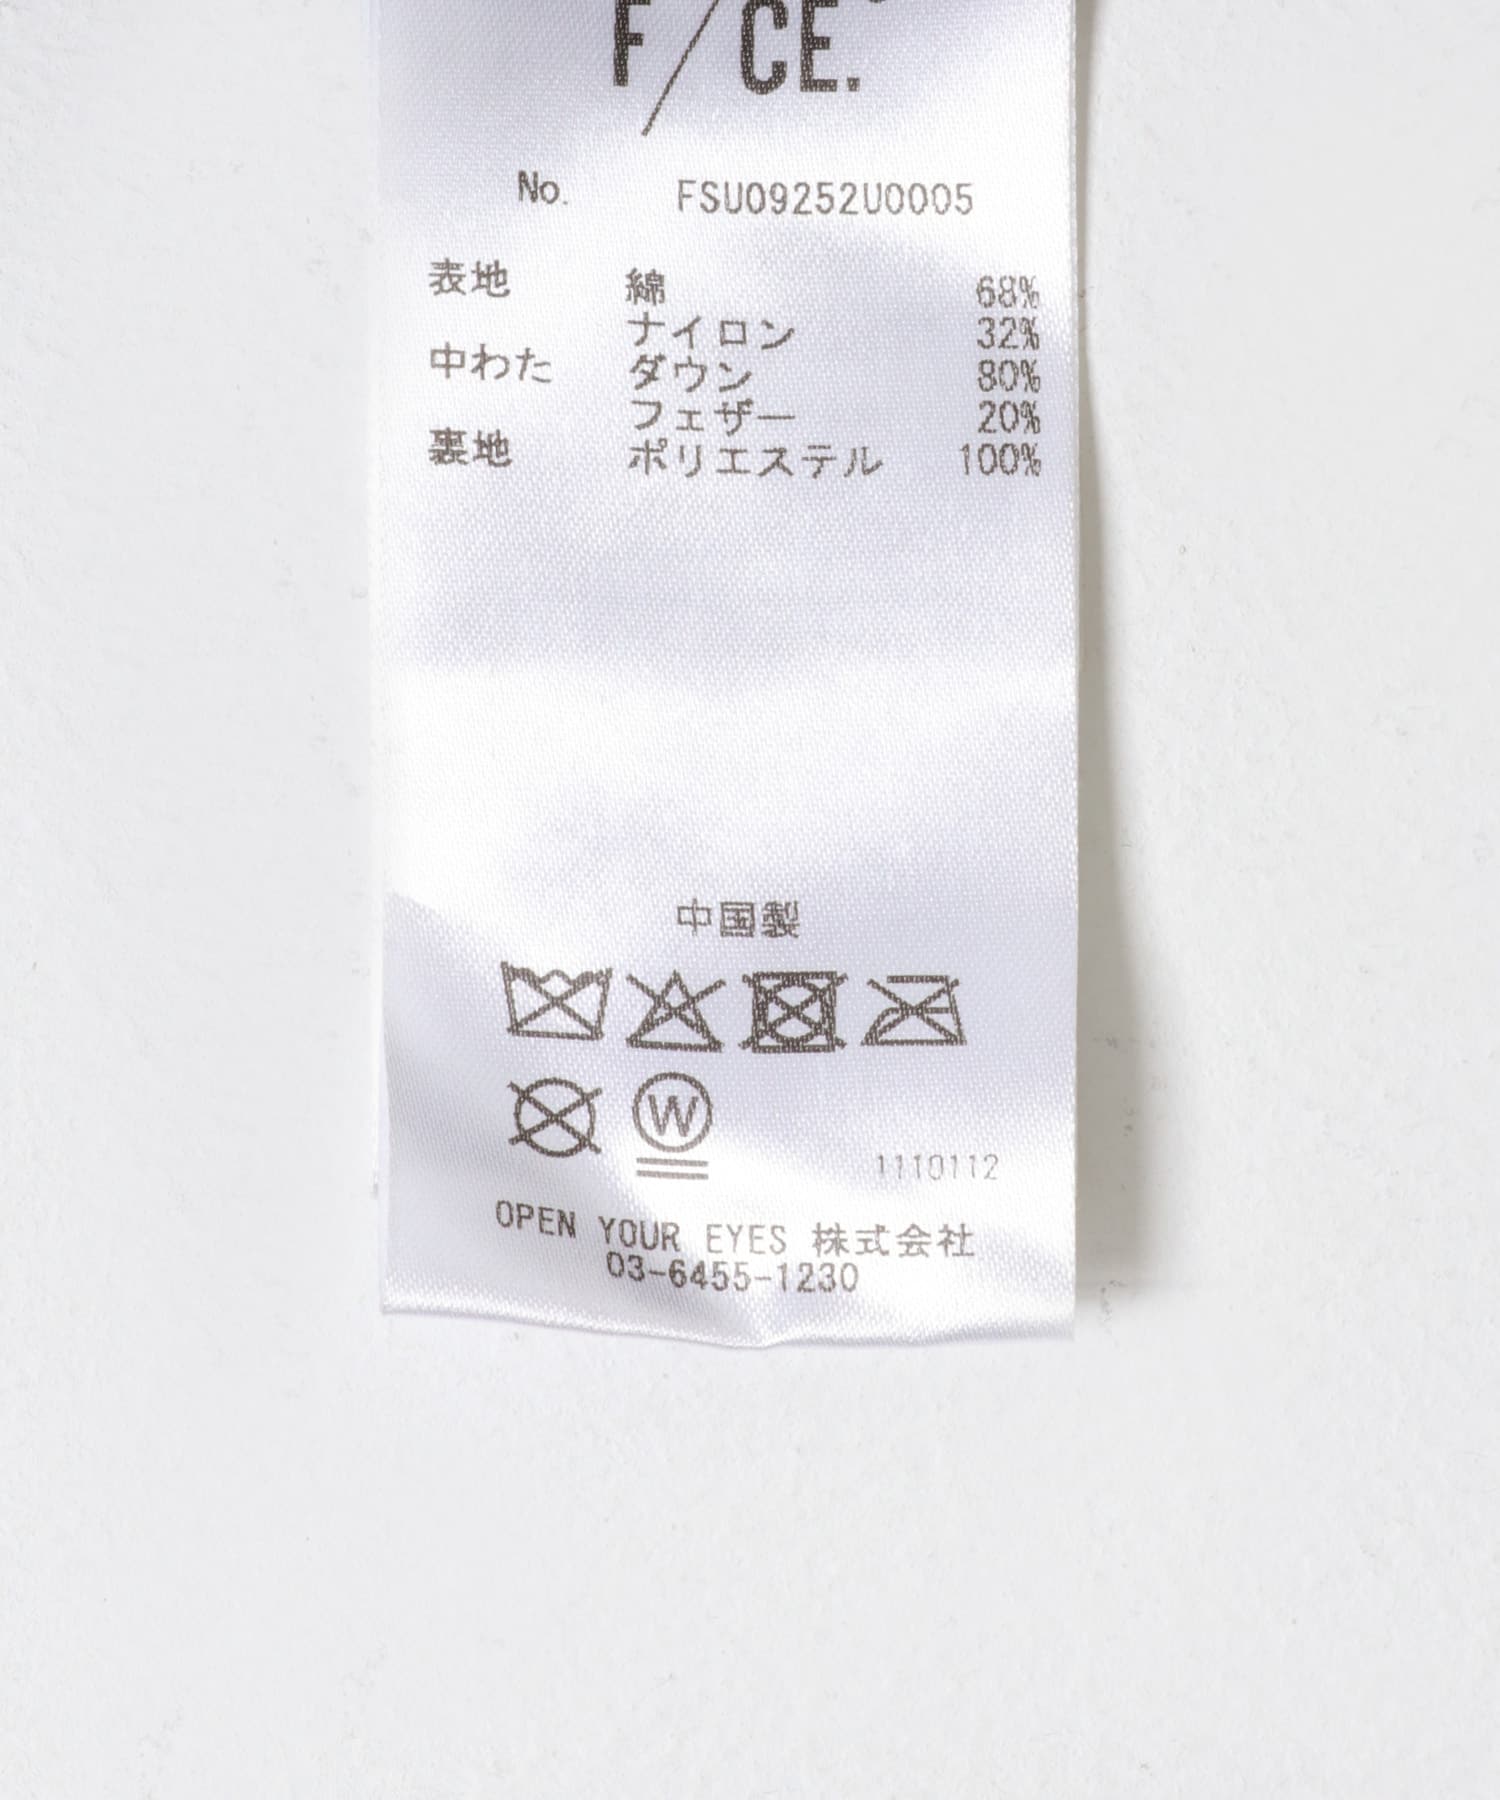 F/CE.
No. FSU09252U0005
表地 綿 68%
ナイロン 32%
中わた ダウン 80%
フェザー 20%
裏地 ポリエステル 100%
中国製
W
1110112
OPEN YOUR EYES 株式会社
03-6455-1230